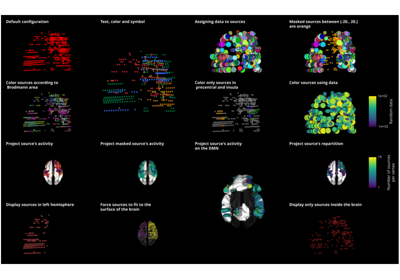 Default configuration
Text, color and symbol
Assigning data to sources
Masked sources between [-20., 20.]
are orange
Color sources according to
Brodmann area
Color only sources in
precentral and insula
Color sources using data
Random data
Project source's activity
Project masked source's activity
Project source's activity
on the DMN
Project source's repartition
Number of sources
per vertex
Display sources in left hemisphere
Force sources to fit to the
surface of the brain
Display only sources inside the brain